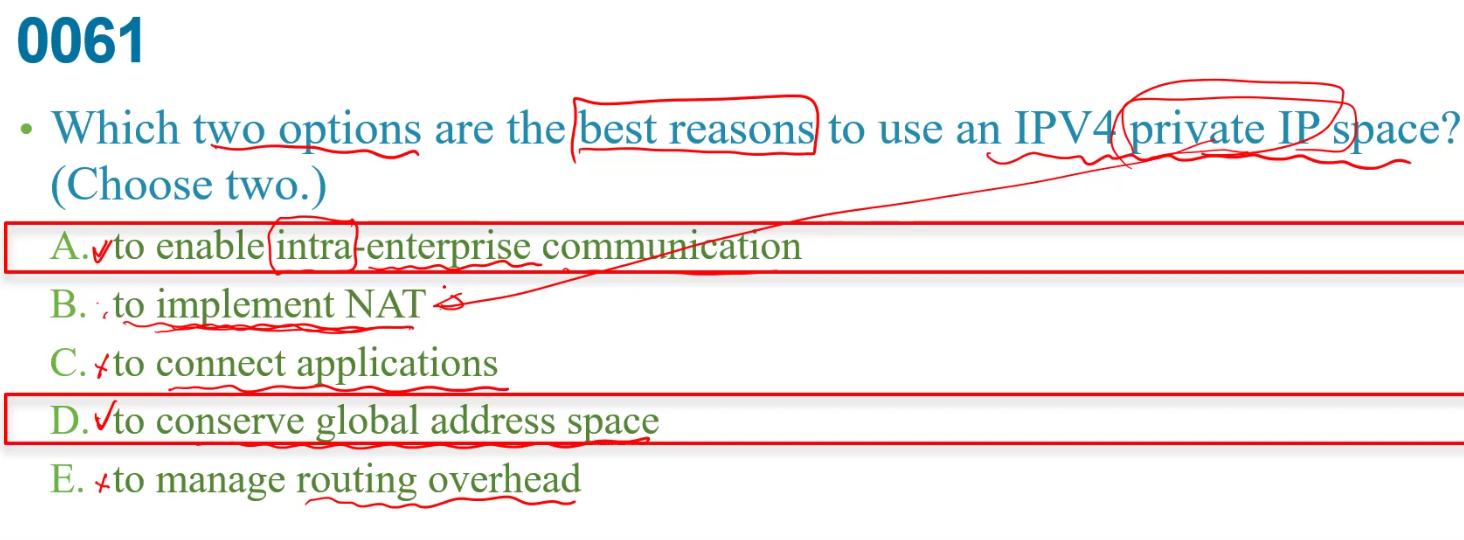 0061
• Which two options are the best reasons to use an IPV4 private IP space?
(Choose two.)
A. to enable intra-enterprise communication
B. to implement NAT
C. to connect applications
D. to conserve global address space
E. to manage routing overhead